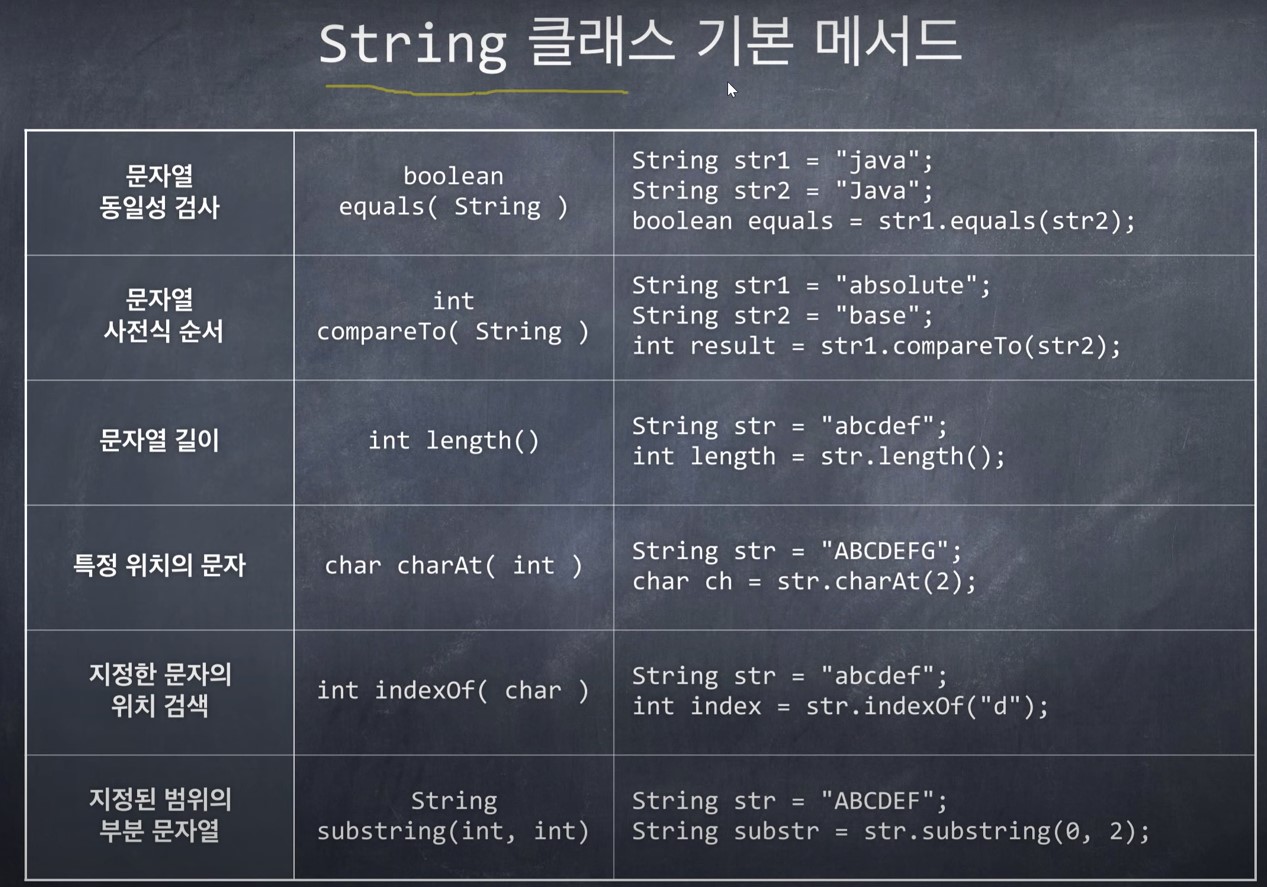 String 클래스 기본 메서드
문자열
동일성 검사
boolean
equals( String )
String str1 = "java";
String str2 = "Java";
boolean equals = str1.equals(str2);
문자열
사전식 순서
int
compareTo( String )
String str1 = "absolute";
String str2 = "base";
int result = str1.compareTo(str2);
문자열 길이
int length()
String str = "abcdef";
int length = str.length();
특정 위치의 문자
char charAt( int )
String str = "ABCDEFG";
char ch = str.charAt(2);
지정한 문자의
위치 검색
int indexOf( char )
String str = "abcdef";
int index = str.indexOf("d");
지정된 범위의
부분 문자열
String
substring(int, int)
String str = "ABCDEF";
String substr = str.substring(0, 2);